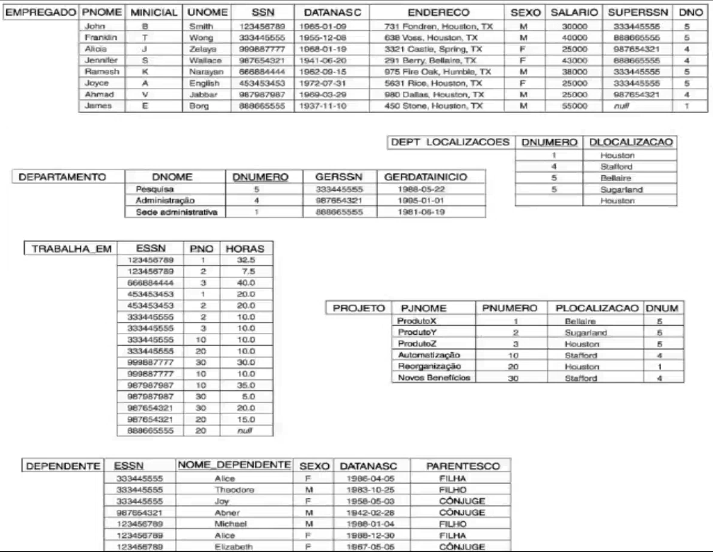 EMPREGADO PNOME MINICIAL UNOME SSN DATANASC ENDERECO SEXO SALARIO SUPERSSN DNO
John B Smith 123456789 1965-01-09 731 Fondren, Houston, TX M 30000 333445555 5
Franklin T Wong 333445555 1955-12-08 638 Voss, Houston, TX M 40000 888665555 5
Alicia J Zelaya 999887777 1968-01-19 3321 Castle, Spring, TX F 25000 987654321 4
Jennifer S Wallace 987654321 1941-06-20 291 Berry, Bellaire, TX F 43000 888665555 4
Ramesh K Narayan 666884444 1962-09-15 975 Fire Oak, Humble, TX M 38000 333445555 5
Joyce A English 453453453 1972-07-31 5631 Rice, Houston, TX F 25000 333445555 5
Ahmad V Jabbar 987987987 1969-03-29 980 Dallas, Houston, TX M 25000 987654321 4
James E Borg 888665555 1937-11-10 450 Stone, Houston, TX M 55000 null 1
DEPT LOCALIZACOES DNUMERO DLOCALIZACAO
1 Houston
4 Stafford
5 Bellaire
5 Sugarland
Houston
DEPARTAMENTO DNOME DNUMERO GERSSN GERDATAINICIO
Pesquisa 5 333445555 1988-05-22
Administração 4 987654321 1995-01-01
Sede administrativa 1 888665555 1981-06-19
TRABALHA_EM ESSN PNO HORAS
123456789 1 32.5
123456789 2 7.5
666884444 3 40.0
453453453 1 20.0
453453453 2 20.0
333445555 2 10.0
333445555 3 10.0
333445555 10 10.0
333445555 20 10.0
999887777 30 30.0
999887777 10 10.0
987987987 10 35.0
987987987 30 5.0
987654321 30 20.0
987654321 20 15.0
888665555 20 null
PROJETO PJNOME PNUMERO PLOCALIZACAO DNUM
ProdutoX 1 Bellaire 5
ProdutoY 2 Sugarland 5
ProdutoZ 3 Houston 5
Automatização 10 Stafford 4
Reorganização 20 Houston 1
Novos Benefícios 30 Stafford 4
DEPENDENTE ESSN NOME_DEPENDENTE SEXO DATANASC PARENTESCO
333445555 Alice F 1986-04-05 FILHA
333445555 Theodore M 1983-10-25 FILHO
333445555 Joy F 1958-05-03 CÔNJUGE
987654321 Abner M 1942-02-28 CÔNJUGE
123456789 Michael M 1988-01-04 FILHO
123456789 Alice F 1988-12-30 FILHA
123456789 Elizabeth F 1967-05-05 CÔNJUGE